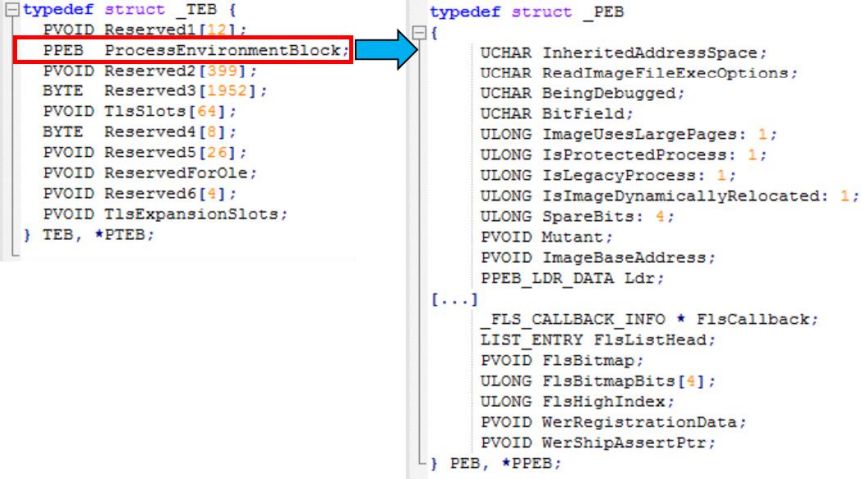 typedef struct _TEB {
PVOID Reserved1[12];
PPEB ProcessEnvironmentBlock;
PVOID Reserved2[399];
BYTE Reserved3[1952];
PVOID TlsSlots[64];
BYTE Reserved4[8];
PVOID Reserved5[26];
PVOID ReservedForOle;
PVOID Reserved6[4];
PVOID TlsExpansionSlots;
} TEB, *PTEB;
typedef struct _PEB
{
UCHAR InheritedAddressSpace;
UCHAR ReadImageFileExecOptions;
UCHAR BeingDebugged;
UCHAR BitField;
ULONG ImageUsesLargePages: 1;
ULONG IsProtectedProcess: 1;
ULONG IsLegacyProcess: 1;
ULONG IsImageDynamicallyRelocated: 1;
ULONG SpareBits: 4;
PVOID Mutant;
PVOID ImageBaseAddress;
PPEB_LDR_DATA Ldr;
[...]
_FLS_CALLBACK_INFO * FlsCallback;
LIST_ENTRY FlsListHead;
PVOID FlsBitmap;
ULONG FlsBitmapBits[4];
ULONG FlsHighIndex;
PVOID WerRegistrationData;
PVOID WerShipAssertPtr;
} PEB, *PPEB;